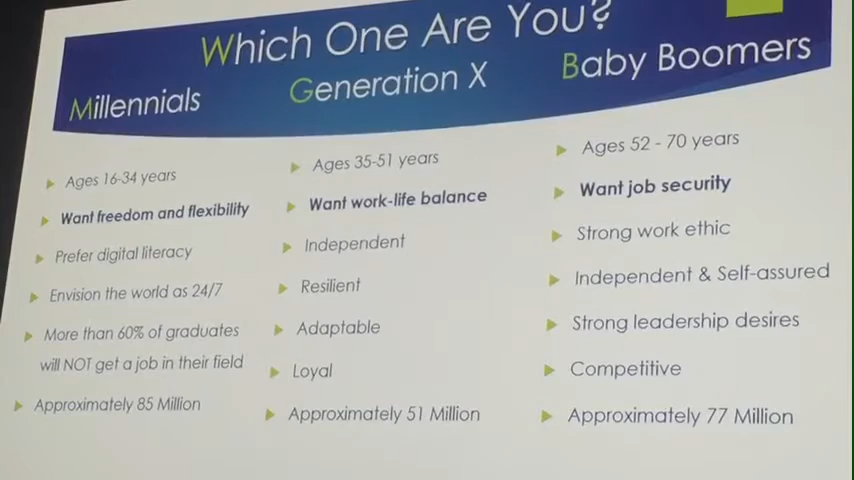 Which One Are You?
Millennials
Ages 16-34 years
Want freedom and flexibility
Prefer digital literacy
Envision the world as 24/7
More than 60% of graduates
will NOT get a job in their field
Approximately 85 Million
Generation X
Ages 35-51 years
Want work-life balance
Independent
Resilient
Adaptable
Loyal
Approximately 51 Million
Baby Boomers
Ages 52 - 70 years
Want job security
Strong work ethic
Independent & Self-assured
Strong leadership desires
Competitive
Approximately 77 Million